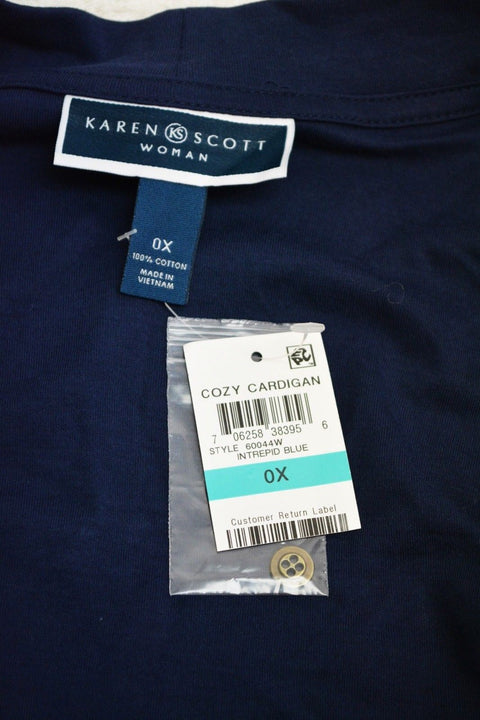 KAREN KS SCOTT
WOMAN
0X
100% COTTON
MADE IN
VIETNAM
COZY CARDIGAN
7 06258 38395 6
STYLE 60044W
INTREPID BLUE
0X
Customer Return Label